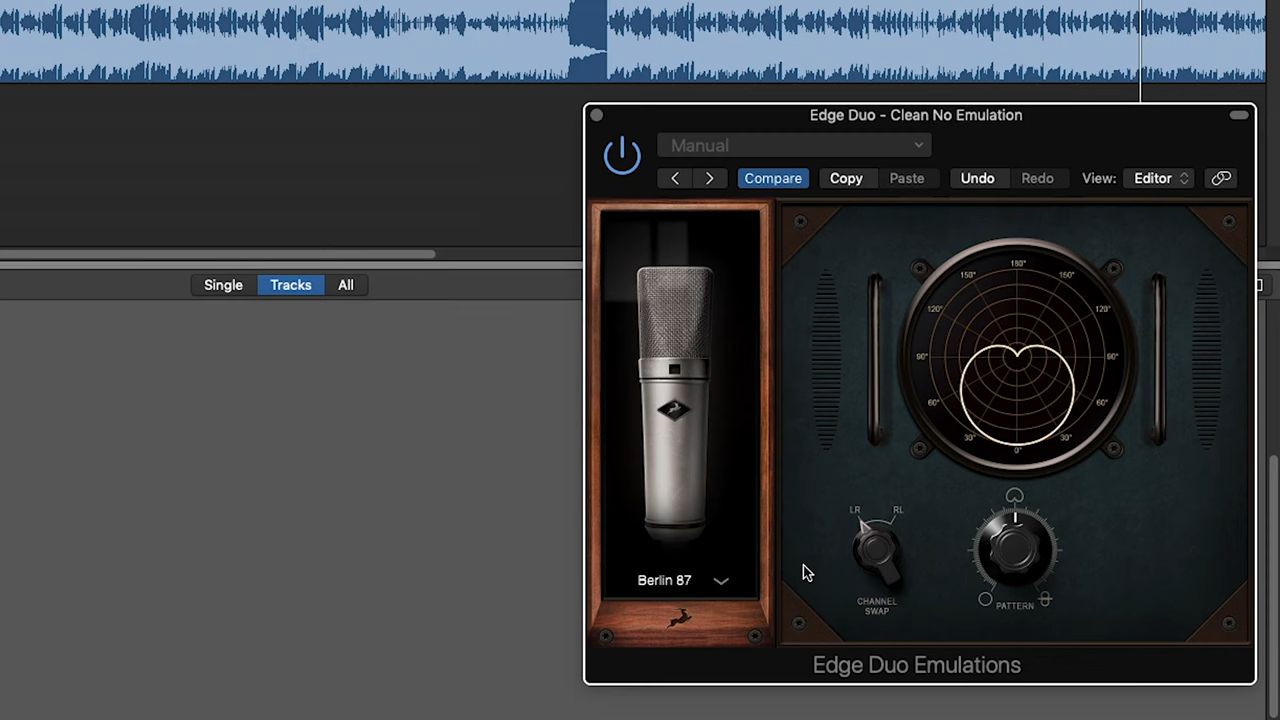 Edge Duo - Clean No Emulation
Manual
Compare Copy Paste Undo Redo View: Editor
Single Tracks All
180°
150° 150°
120° 120°
90° 90°
60° 60°
30° 30°
0°
LR RL
CHANNEL
SWAP
PATTERN
Berlin 87
Edge Duo Emulations